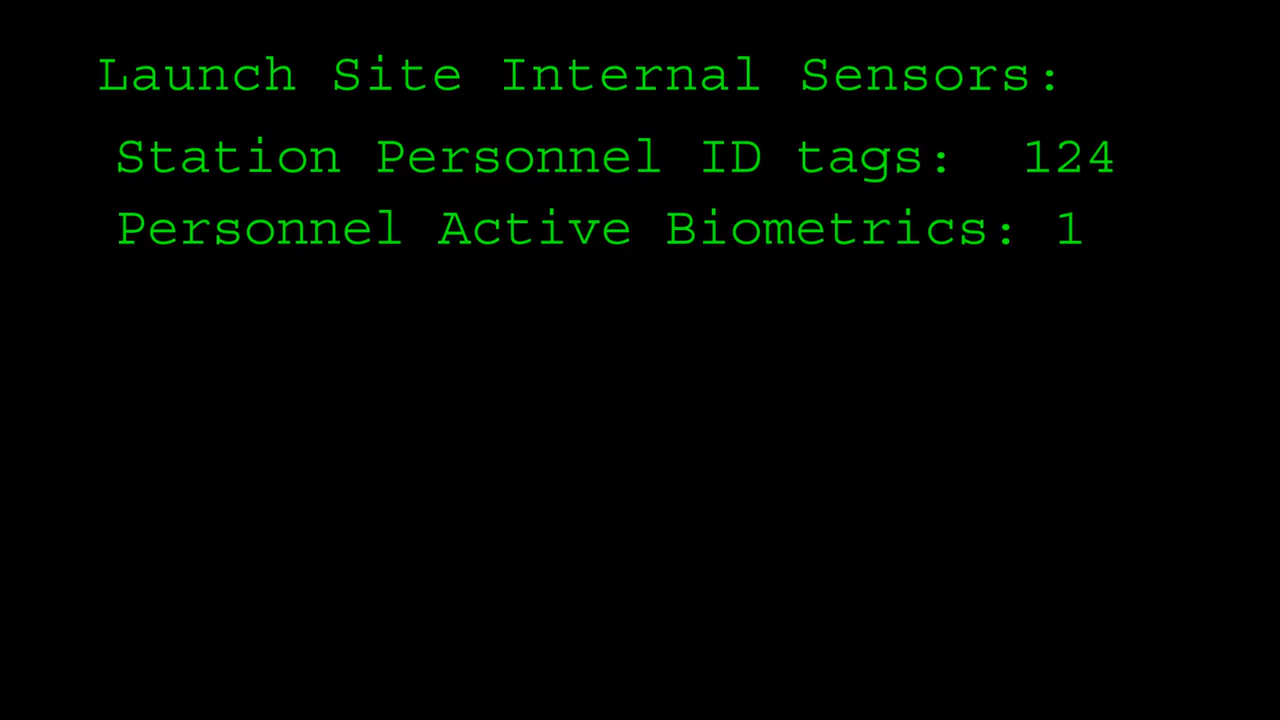 Launch Site Internal Sensors:
Station Personnel ID tags: 124
Personnel Active Biometrics: 1